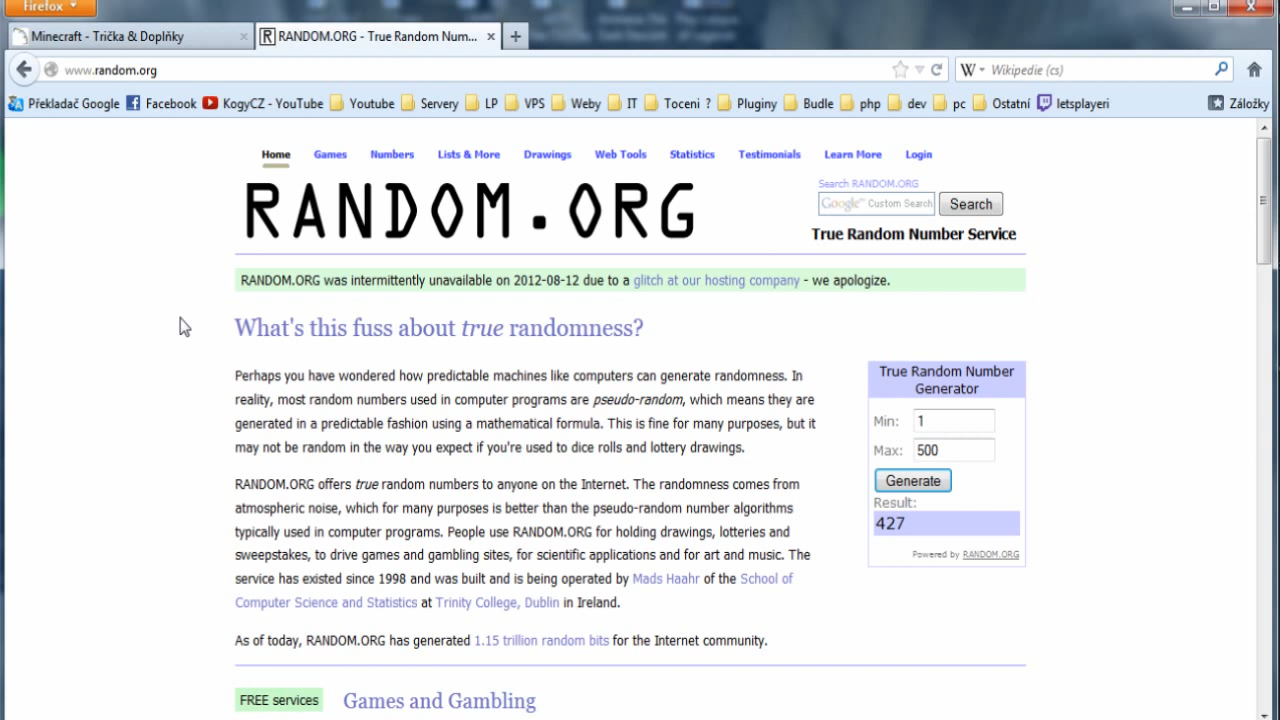 Firefox
Minecraft - Trička & Doplňky
RANDOM.ORG - True Random Num...
www.random.org
Wikipedie (cs)
Překladač Google Facebook KogyCZ - YouTube Youtube Servery LP VPS Weby IT Toceni ? Pluginy Budle php dev pc Ostatní letsplayeri Záložky
Home Games Numbers Lists & More Drawings Web Tools Statistics Testimonials Learn More Login
RANDOM.ORG
Search RANDOM.ORG
Google™ Custom Search Search
True Random Number Service
RANDOM.ORG was intermittently unavailable on 2012-08-12 due to a glitch at our hosting company - we apologize.
What's this fuss about true randomness?
Perhaps you have wondered how predictable machines like computers can generate randomness. In
reality, most random numbers used in computer programs are pseudo-random, which means they are
generated in a predictable fashion using a mathematical formula. This is fine for many purposes, but it
may not be random in the way you expect if you're used to dice rolls and lottery drawings.
RANDOM.ORG offers true random numbers to anyone on the Internet. The randomness comes from
atmospheric noise, which for many purposes is better than the pseudo-random number algorithms
typically used in computer programs. People use RANDOM.ORG for holding drawings, lotteries and
sweepstakes, to drive games and gambling sites, for scientific applications and for art and music. The
service has existed since 1998 and was built and is being operated by Mads Haahr of the School of
Computer Science and Statistics at Trinity College, Dublin in Ireland.
As of today, RANDOM.ORG has generated 1.15 trillion random bits for the Internet community.
True Random Number
Generator
Min: 1
Max: 500
Generate
Result:
427
Powered by RANDOM.ORG
FREE services
Games and Gambling